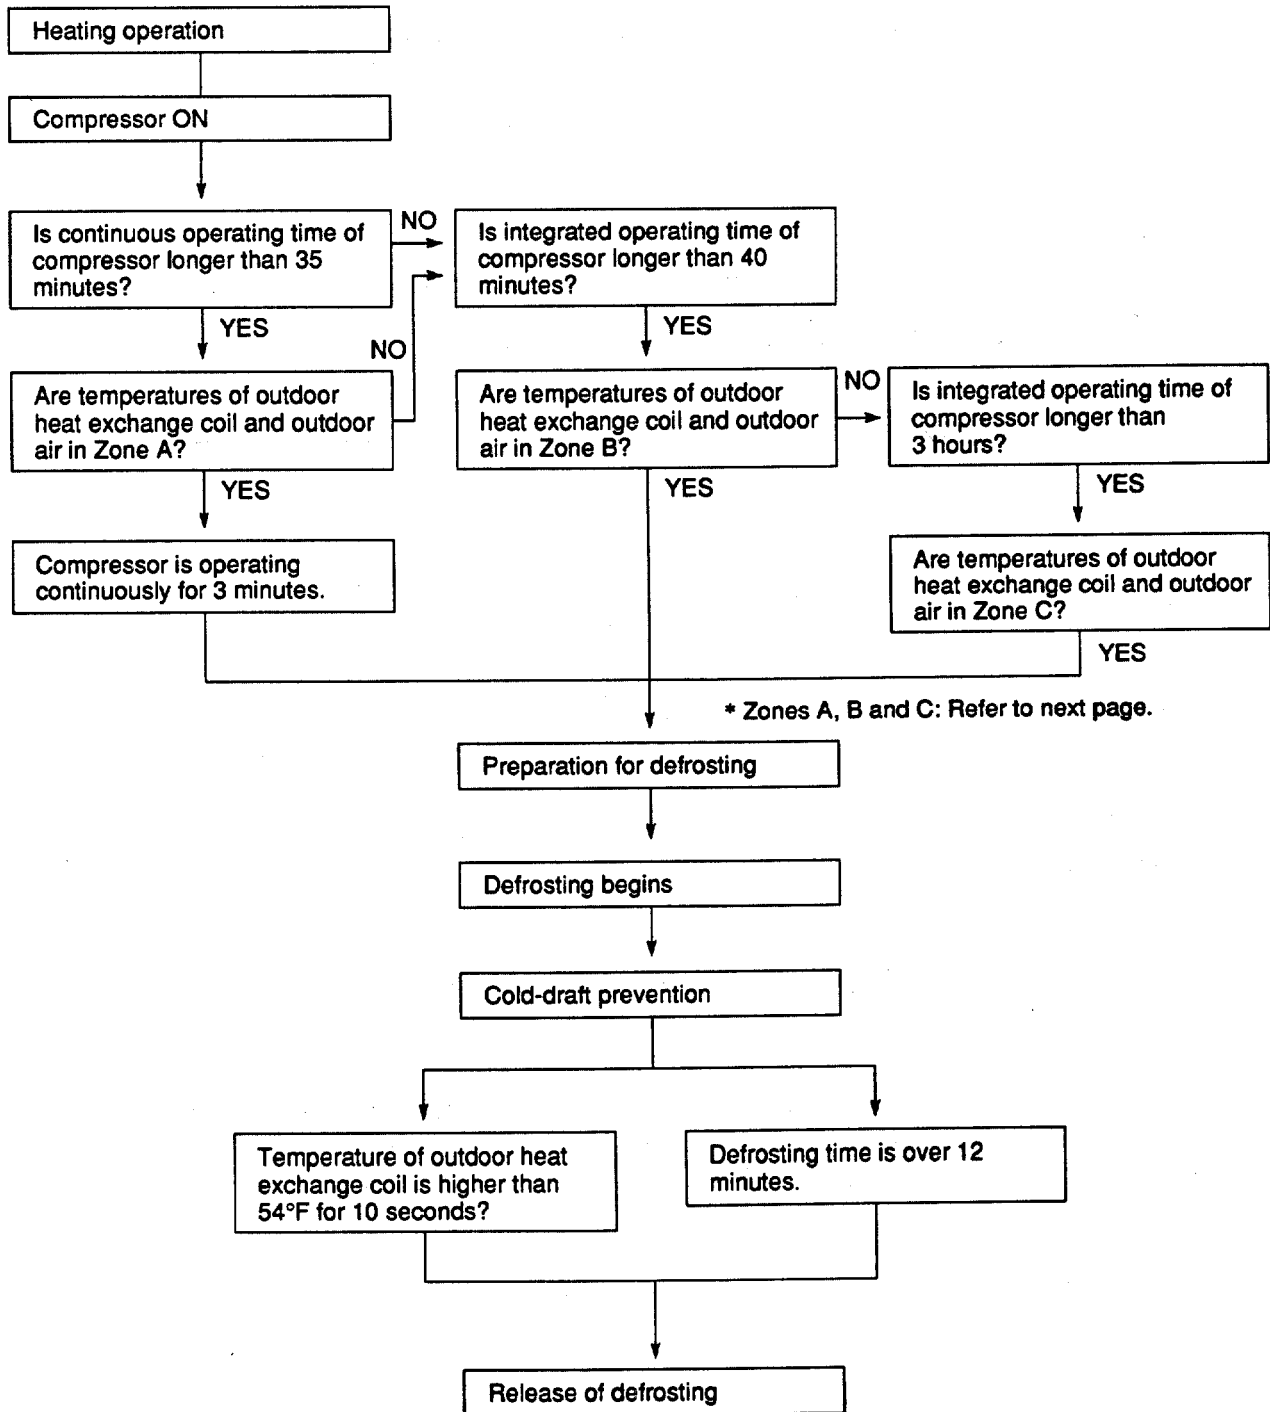 Heating operation
Compressor ON
Is continuous operating time of
compressor longer than 35
minutes?
NO
Is integrated operating time of
compressor longer than 40
minutes?
YES
NO
YES
Are temperatures of outdoor
heat exchange coil and outdoor
air in Zone A?
Are temperatures of outdoor
heat exchange coil and outdoor
air in Zone B?
NO
Is integrated operating time of
compressor longer than
3 hours?
YES
YES
YES
Compressor is operating
continuously for 3 minutes.
Are temperatures of outdoor
heat exchange coil and outdoor
air in Zone C?
YES
* Zones A, B and C: Refer to next page.
Preparation for defrosting
Defrosting begins
Cold-draft prevention
Temperature of outdoor heat
exchange coil is higher than
54°F for 10 seconds?
Defrosting time is over 12
minutes.
Release of defrosting